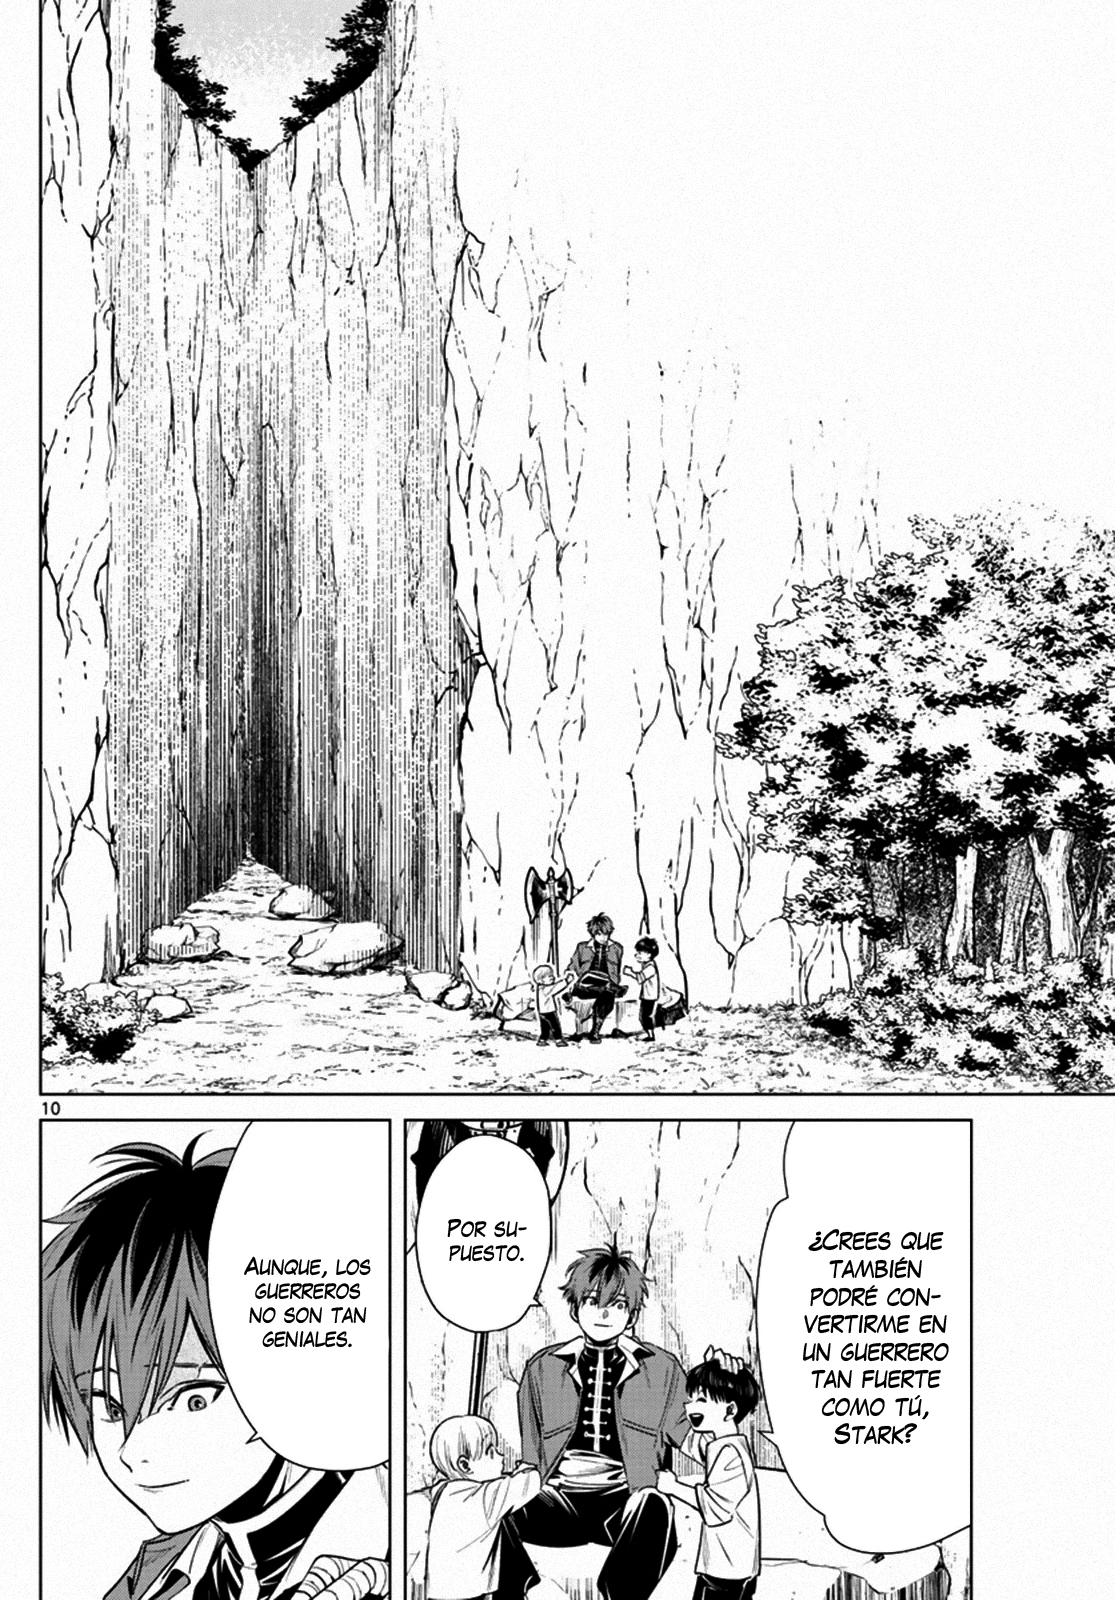 10
¿CREES QUE
TAMBIÉN
PODRÉ CON-
VERTIRME EN
UN GUERRERO
TAN FUERTE
COMO TÚ,
STARK?
POR SU-
PUESTO.
AUNQUE, LOS
GUERREROS
NO SON TAN
GENIALES.